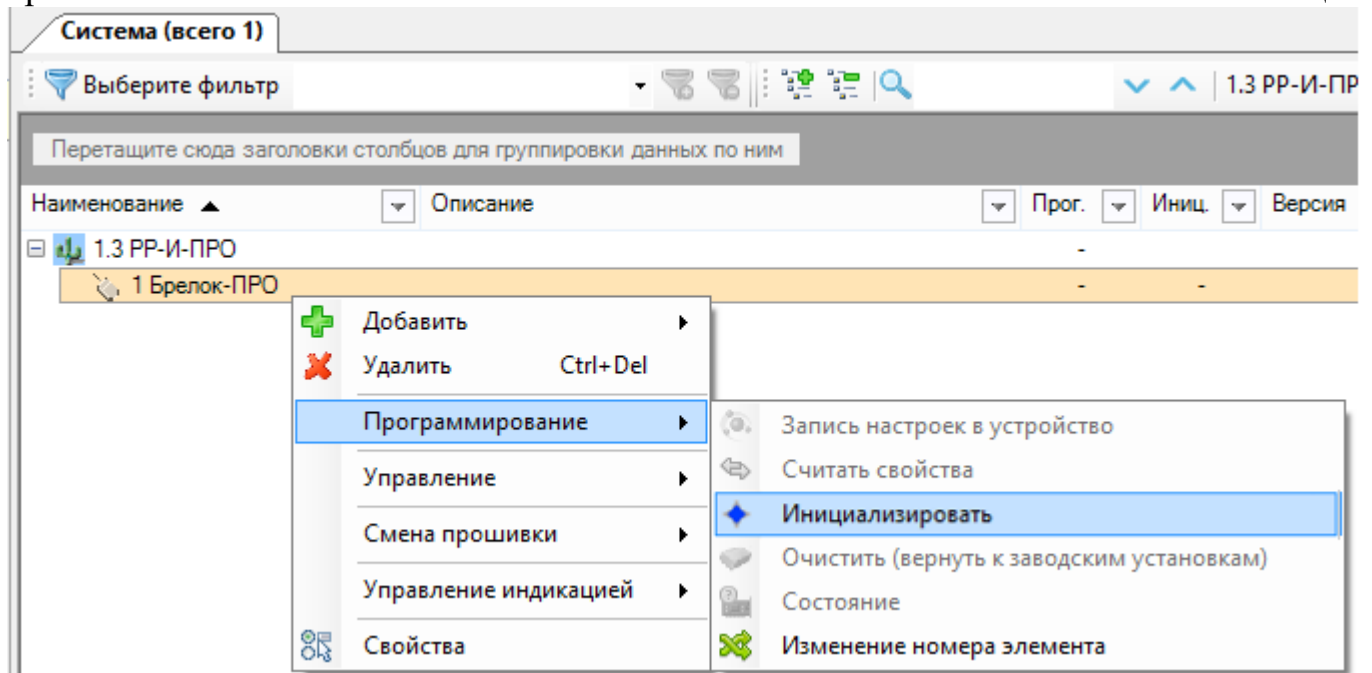 Система (всего 1)
Выберите фильтр 1.3 РР-И-ПР
Перетащите сюда заголовки столбцов для группировки данных по ним
Наименование Описание Прог. Иниц. Версия
1.3 РР-И-ПРО -
1 Брелок-ПРО - -
Добавить
Удалить Ctrl+Del
Программирование
Управление
Смена прошивки
Управление индикацией
Свойства
Запись настроек в устройство
Считать свойства
Инициализировать
Очистить (вернуть к заводским установкам)
Состояние
Изменение номера элемента